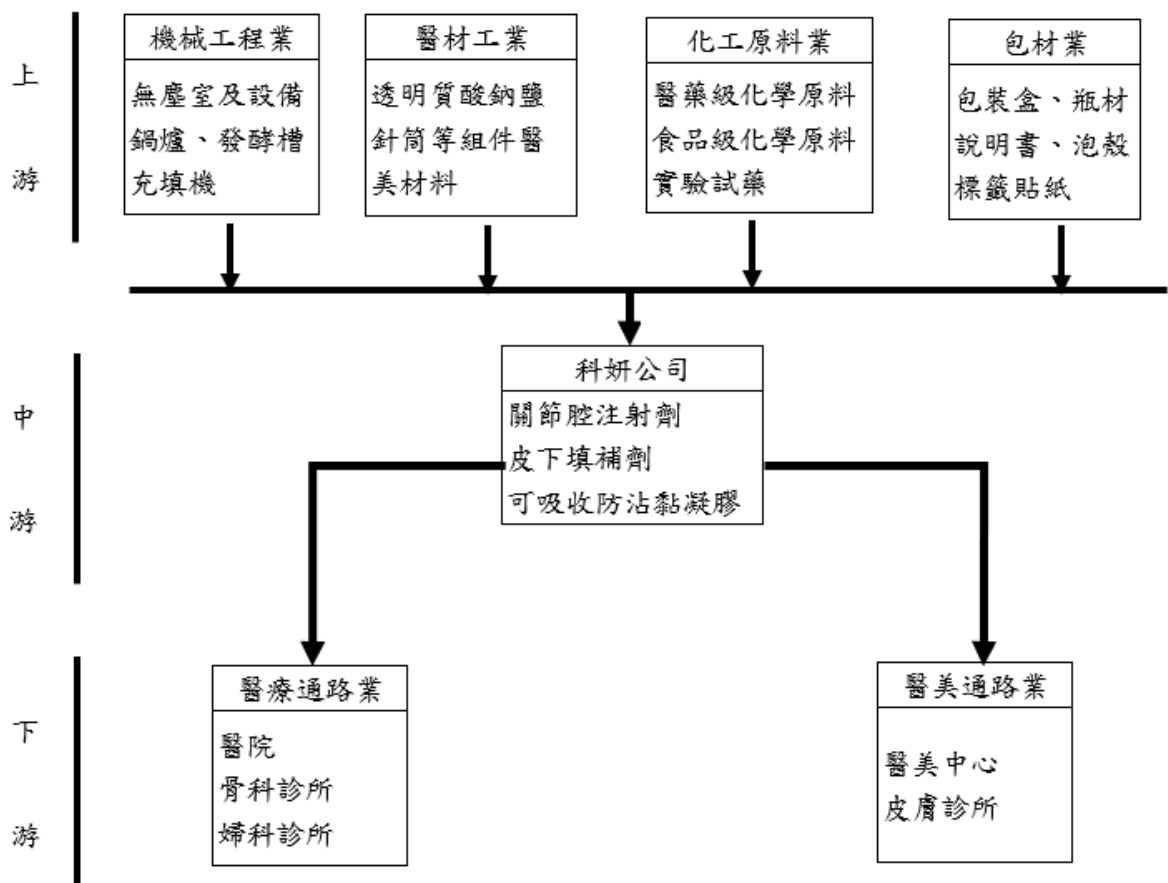 上游
機械工程業
無塵室及設備
鍋爐、發酵槽
充填機
醫材工業
透明質酸鈉鹽
針筒等組件醫
美材料
化工原料業
醫藥級化學原料
食品級化學原料
實驗試藥
包材業
包裝盒、瓶材
說明書、泡殼
標籤貼紙
中游
科妍公司
關節腔注射劑
皮下填補劑
可吸收防沾黏凝膠
下游
醫療通路業
醫院
骨科診所
婦科診所
醫美通路業
醫美中心
皮膚診所